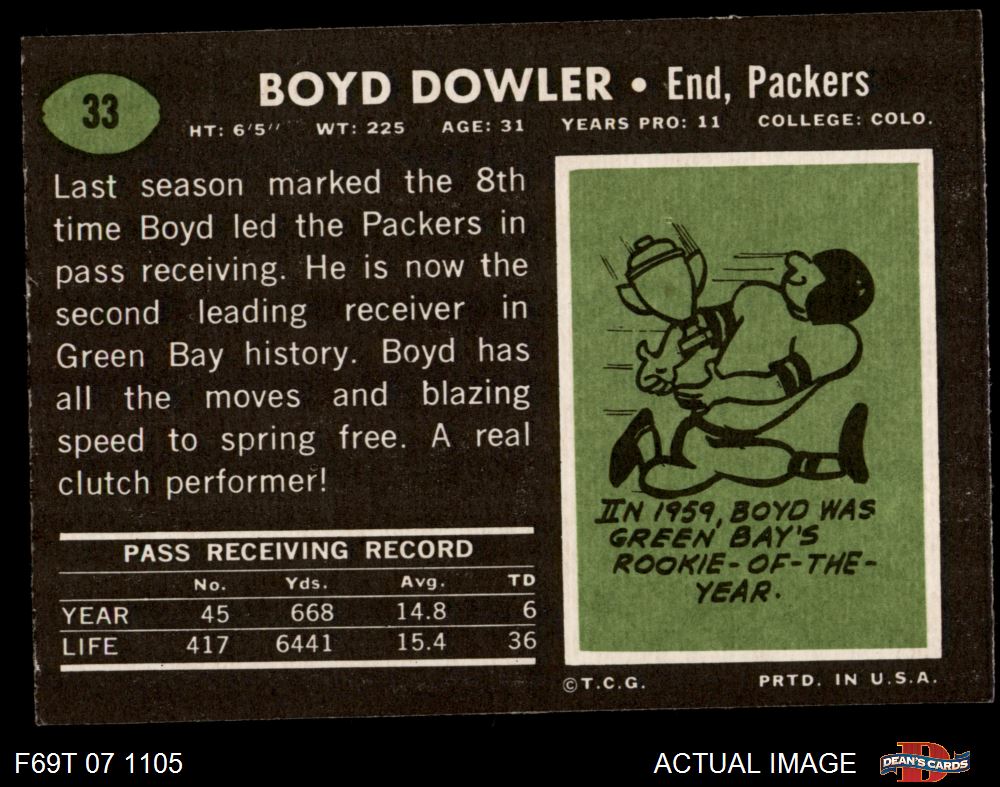 33
BOYD DOWLER • End, Packers
HT: 6'5" WT: 225 AGE: 31 YEARS PRO: 11 COLLEGE: COLO.
Last season marked the 8th
time Boyd led the Packers in
pass receiving. He is now the
second leading receiver in
Green Bay history. Boyd has
all the moves and blazing
speed to spring free. A real
clutch performer!
PASS RECEIVING RECORD
No. Yds. Avg. TD
YEAR 45 668 14.8 6
LIFE 417 6441 15.4 36
IN 1959, BOYD WAS
GREEN BAY'S
ROOKIE-OF-THE-
YEAR.
©T.C.G. PRTD. IN U.S.A.
F69T 07 1105 ACTUAL IMAGE
D
DEAN'S CARDS